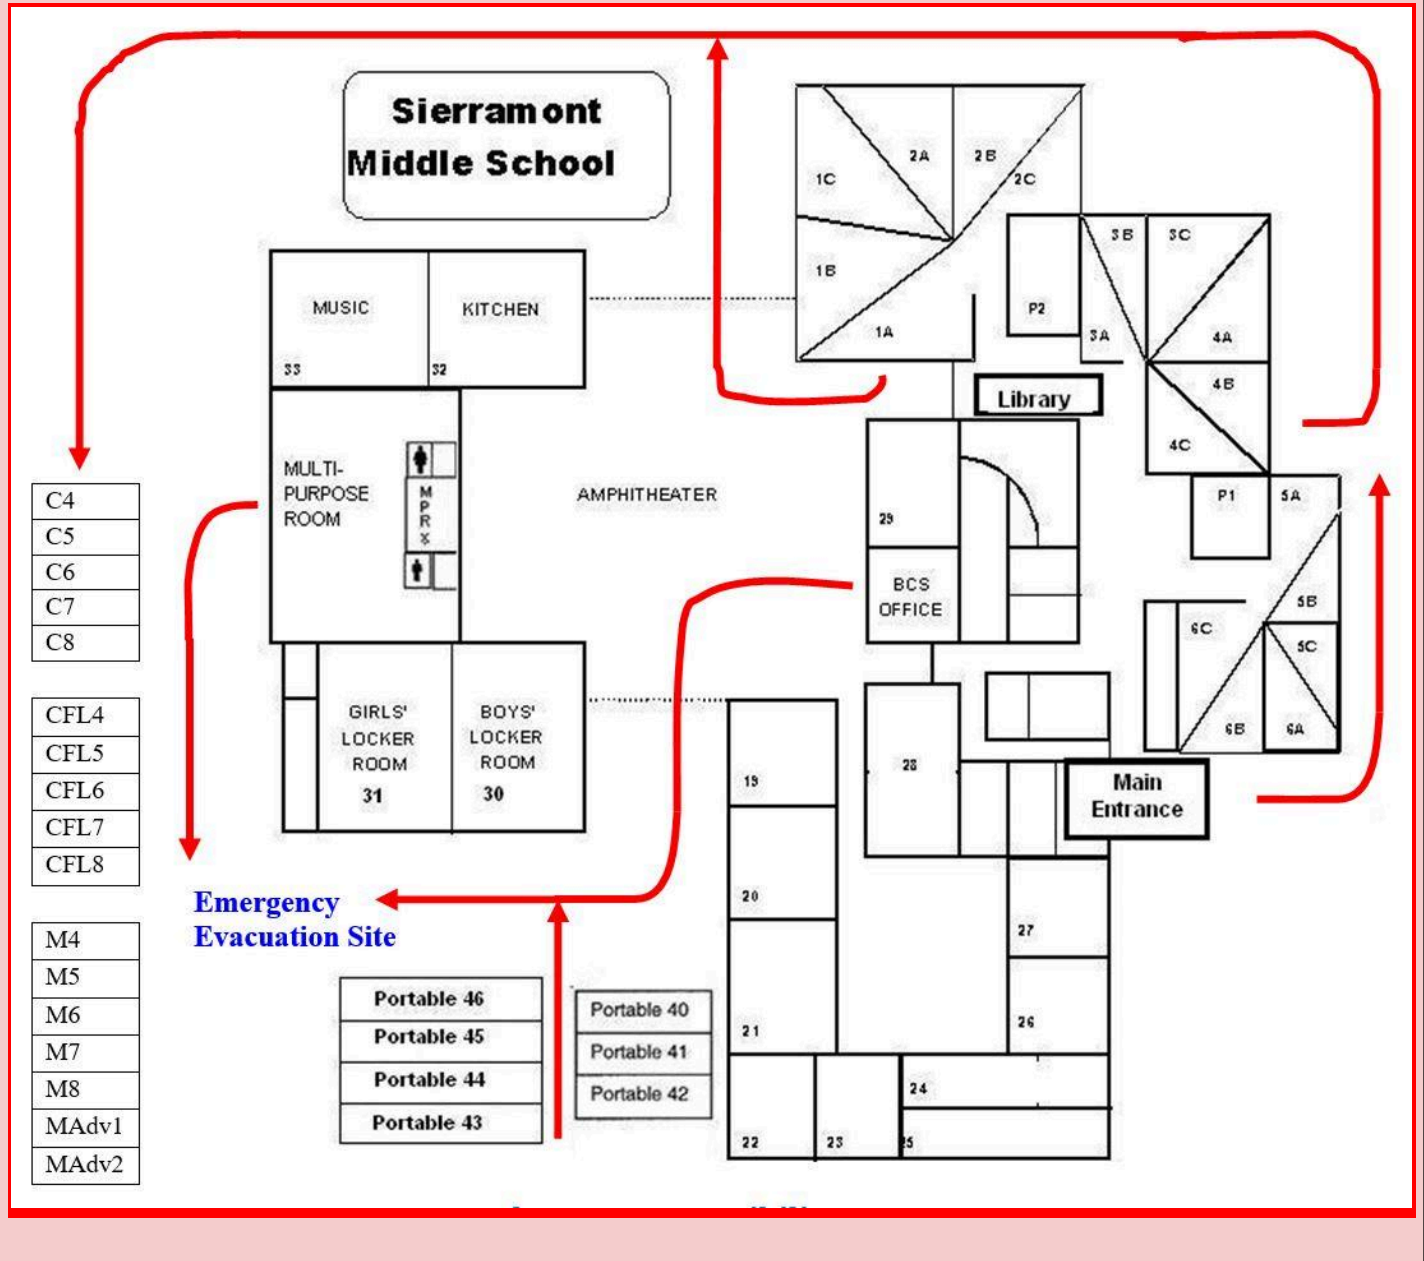 Sierramont
Middle School
1C
2A
2B
2C
1B
1A
P2
3B
3C
3A
4A
4B
4C
MUSIC
33
KITCHEN
32
Library
MULTI-
PURPOSE
ROOM
MPRX
AMPHITHEATER
29
BCS
OFFICE
P1
5A
5B
5C
6C
6B
6A
C4
C5
C6
C7
C8
CFL4
CFL5
CFL6
CFL7
CFL8
GIRLS'
LOCKER
ROOM
31
BOYS'
LOCKER
ROOM
30
19
28
Main
Entrance
20
27
21
26
22
23
24
Emergency
Evacuation Site
M4
M5
M6
M7
M8
MAdv1
MAdv2
Portable 46
Portable 45
Portable 44
Portable 43
Portable 40
Portable 41
Portable 42